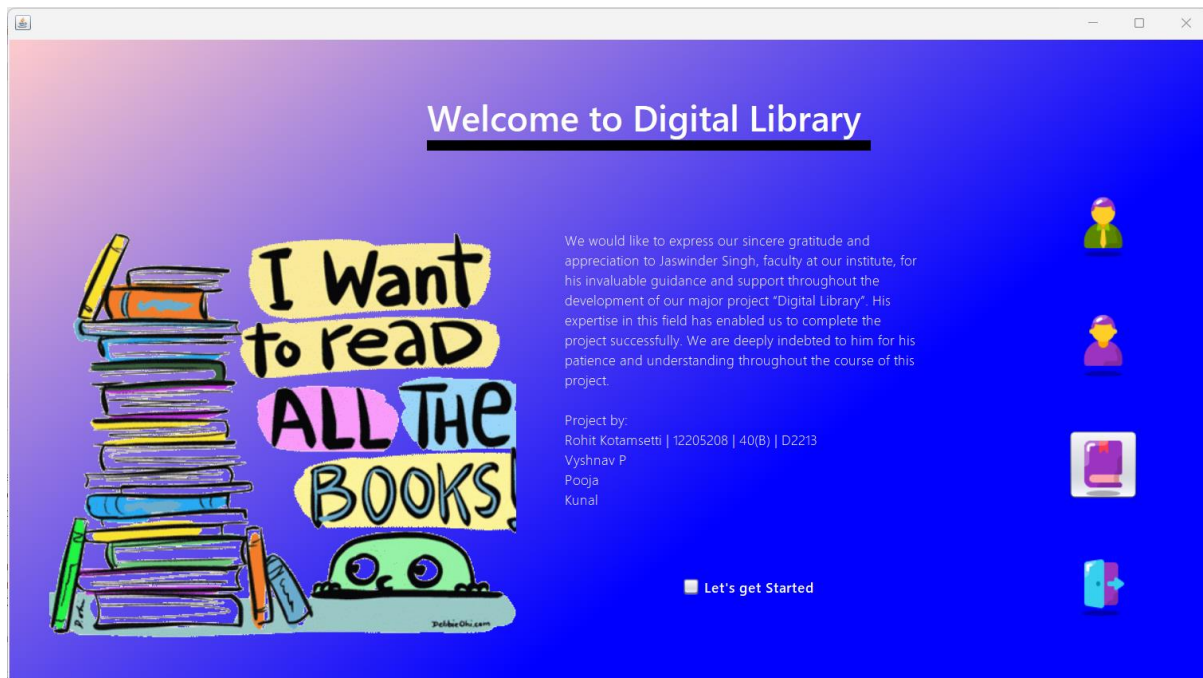 Welcome to Digital Library
I Want
to read
ALL THE
BOOKS!
D. Ohi
DebbieOhi.com
We would like to express our sincere gratitude and
appreciation to Jaswinder Singh, faculty at our institute, for
his invaluable guidance and support throughout the
development of our major project “Digital Library”. His
expertise in this field has enabled us to complete the
project successfully. We are deeply indebted to him for his
patience and understanding throughout the course of this
project.
Project by:
Rohit Kotamsetti | 12205208 | 40(B) | D2213
Vyshnav P
Pooja
Kunal
Let's get Started